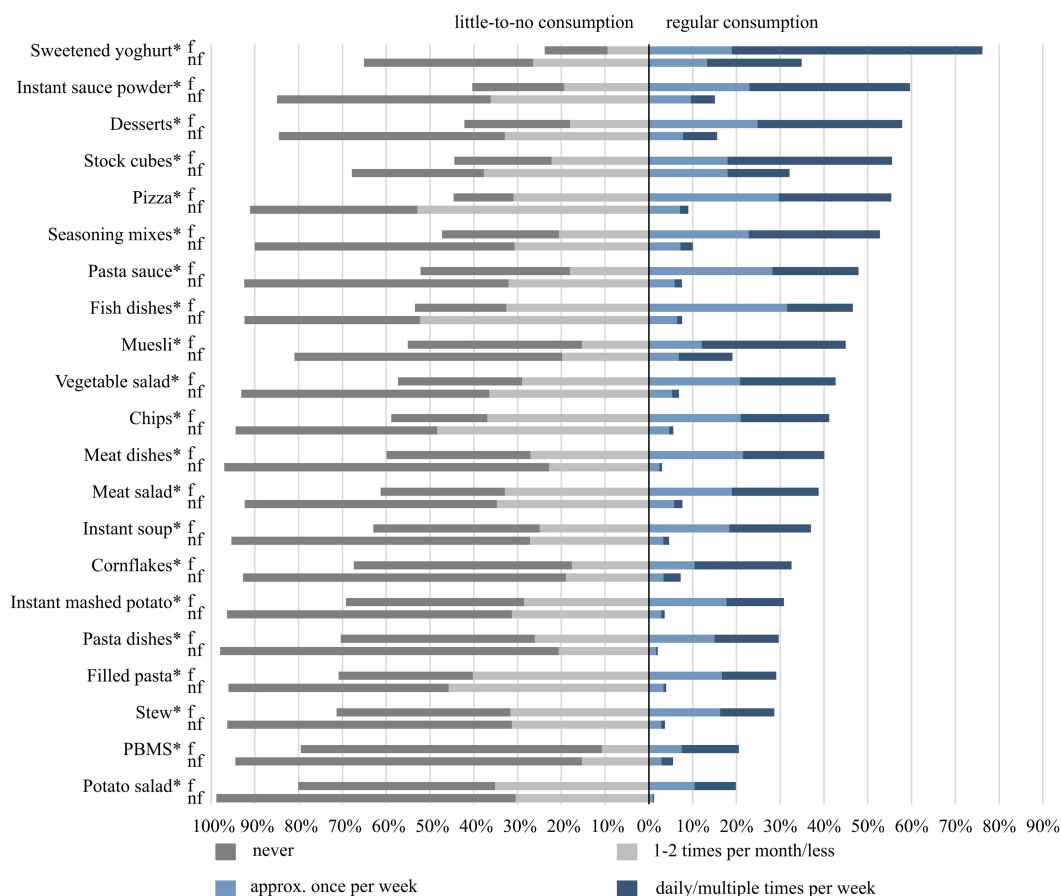 little-to-no consumption regular consumption
Sweetened yoghurt* f
nf
Instant sauce powder* f
nf
Desserts* f
nf
Stock cubes* f
nf
Pizza* f
nf
Seasoning mixes* f
nf
Pasta sauce* f
nf
Fish dishes* f
nf
Muesli* f
nf
Vegetable salad* f
nf
Chips* f
nf
Meat dishes* f
nf
Meat salad* f
nf
Instant soup* f
nf
Cornflakes* f
nf
Instant mashed potato* f
nf
Pasta dishes* f
nf
Filled pasta* f
nf
Stew* f
nf
PBMS* f
nf
Potato salad* f
nf
100% 90% 80% 70% 60% 50% 40% 30% 20% 10% 0% 10% 20% 30% 40% 50% 60% 70% 80% 90%
never 1-2 times per month/less
approx. once per week daily/multiple times per week